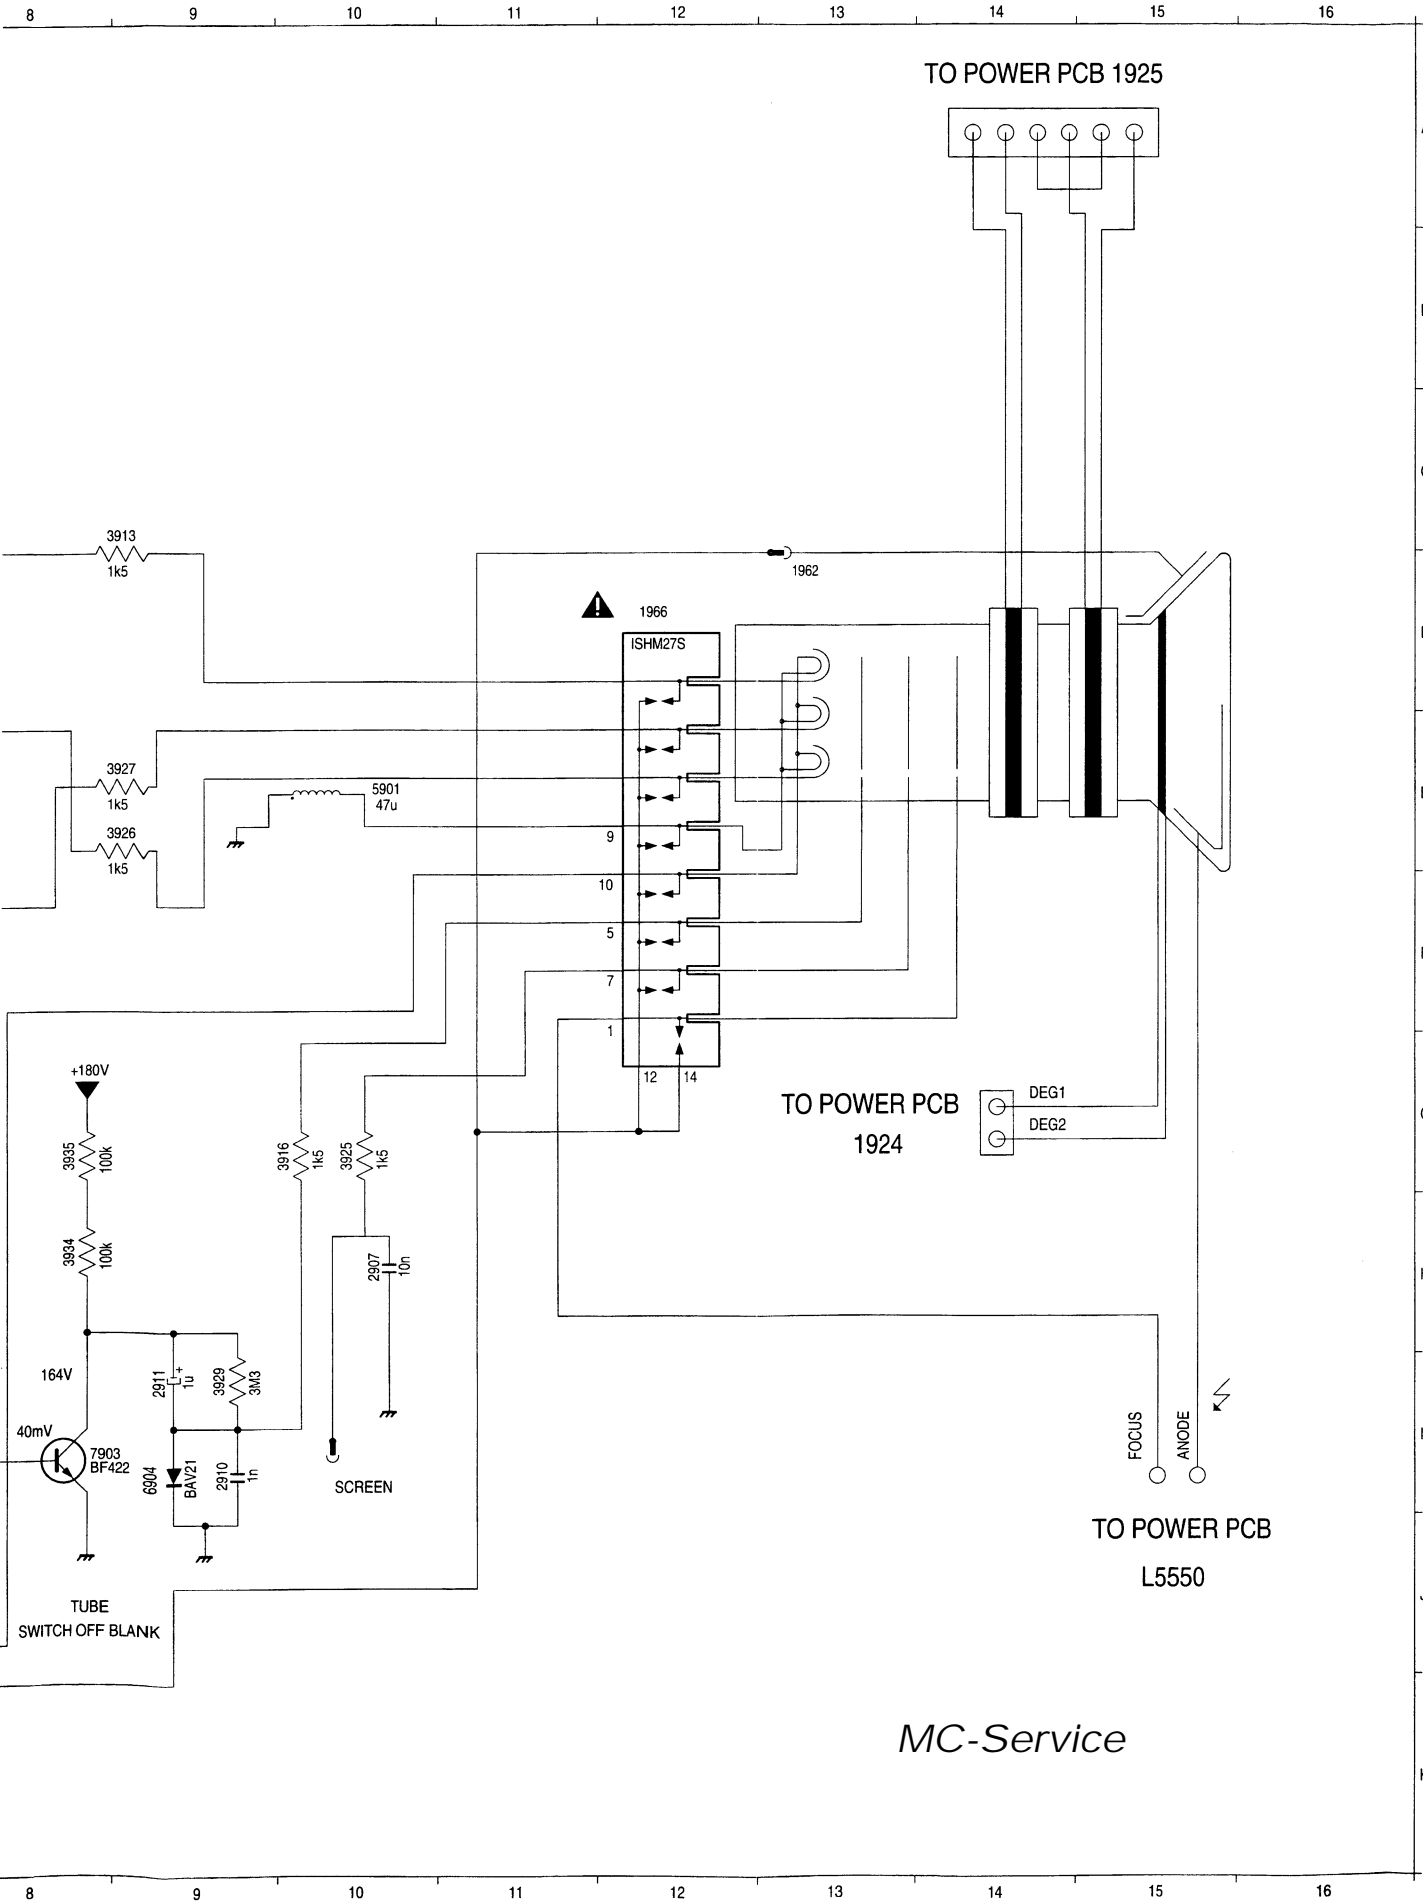 8 9 10 11 12 13 14 15 16
TO POWER PCB 1925
3913
1k5
1962
1966
ISHM27S
3927
1k5
5901
47u
3926
1k5
9
10
5
7
1
12 14
+180V
DEG1
DEG2
TO POWER PCB
1924
3935
100k
3916
1k5
3925
1k5
3934
100k
2907
10n
164V
2911
+
1u
3929
3M3
40mV
7903
BF422
6904
BAV21
2910
1n
SCREEN
FOCUS
ANODE
TO POWER PCB
L5550
TUBE
SWITCH OFF BLANK
MC-Service
8 9 10 11 12 13 14 15 16